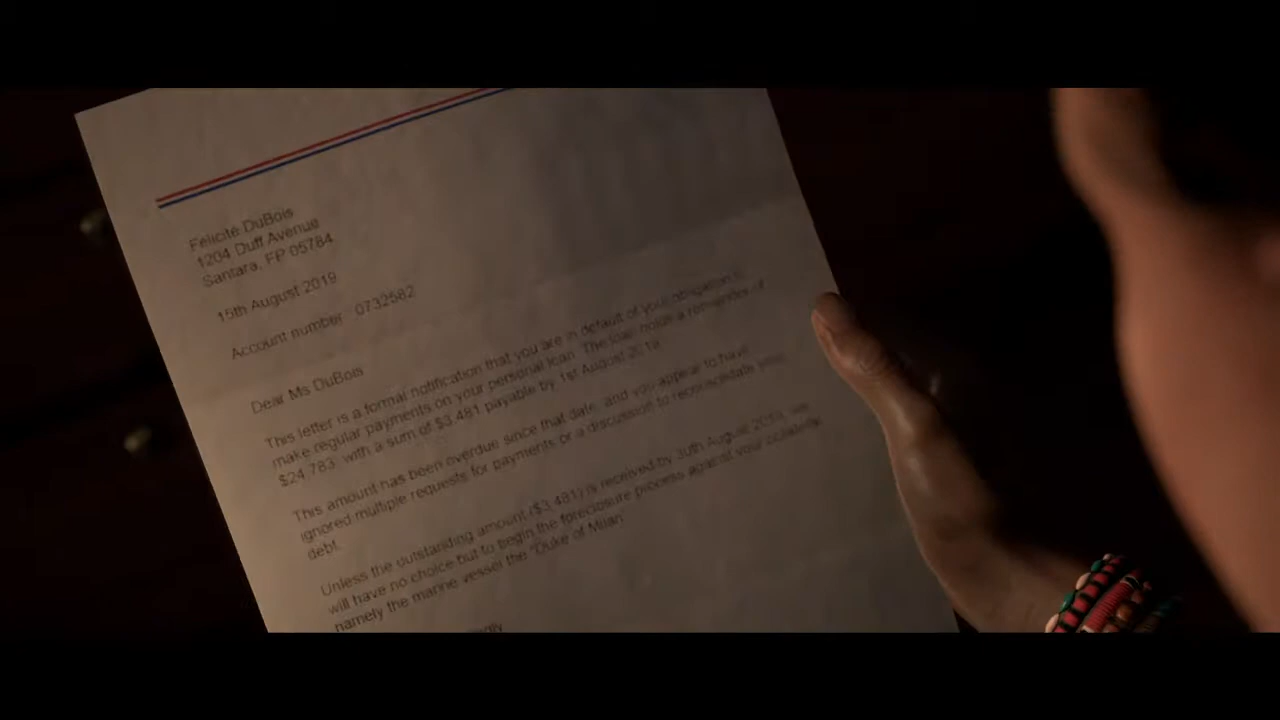 Felicité DuBois
1204 Duff Avenue
Santara, FP 05784
15th August 2019
Account number 0732582
Dear Ms DuBois
This letter is a formal notification that you are in default of your obligation to
make regular payments on your personal loan. The loan holds a remainder of
$24,783, with a sum of $3,481 payable by 1st August 2019.
This amount has been overdue since that date, and you appear to have
ignored multiple requests for payments or a discussion to reconsolidate your
debt.
Unless the outstanding amount ($3,481) is received by 30th August 2019, we
will have no choice but to begin the foreclosure process against your collateral,
namely the marine vessel the "Duke of Milan"